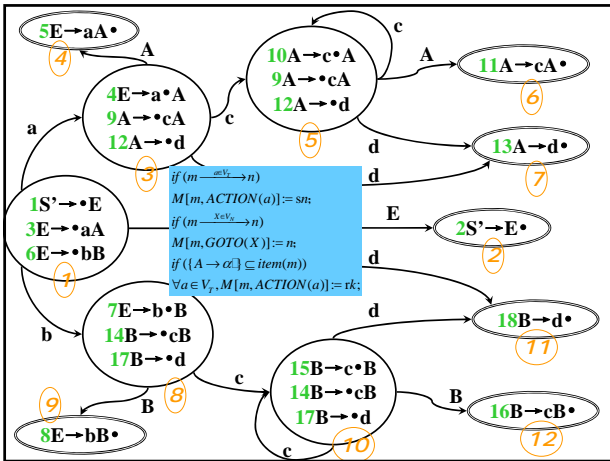 5E→aA•
4
A
c
10A→c•A
9A→•cA
12A→•d
5
A
11A→cA•
6
4E→a•A
9A→•cA
12A→•d
3
a
c
d
13A→d•
7
d
1S’→•E
3E→•aA
6E→•bB
1
if (m —a∈V_T→ n)
M[m, ACTION(a)]:= sn;
if (m —X∈V_N→ n)
M[m,GOTO(X)]:= n;
if ({A → α□} ⊆ item(m))
∀a ∈ V_T, M[m, ACTION(a)]:= rk;
E
2S’→E•
2
b
7E→b•B
14B→•cB
17B→•d
8
d
d
18B→d•
11
9
B
8E→bB•
c
15B→c•B
14B→•cB
17B→•d
10
c
B
16B→cB•
12